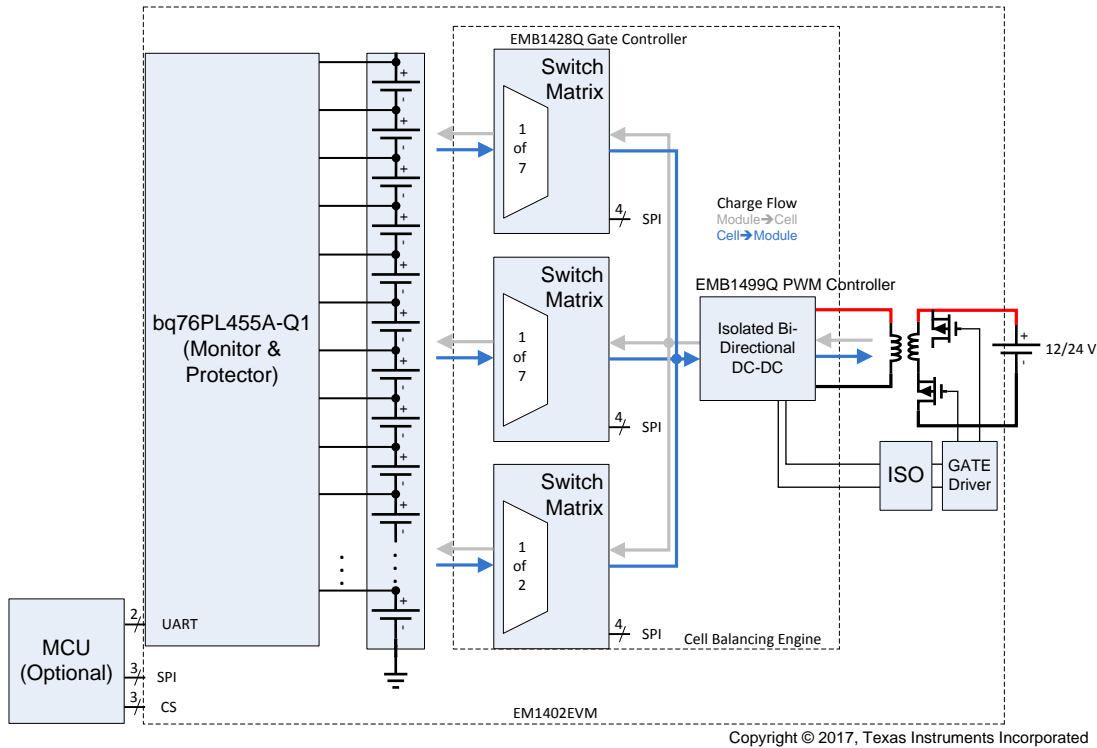 EMB1428Q Gate Controller
Switch
Matrix
1
of
7
4
SPI
bq76PL455A-Q1
(Monitor &
Protector)
+
-
+
-
+
-
+
-
+
-
+
-
+
-
+
-
+
-
+
-
+
-
Charge Flow
Module→Cell
Cell→Module
Switch
Matrix
1
of
7
4
SPI
EMB1499Q PWM Controller
Isolated Bi-
Directional
DC-DC
+
-
12/24 V
ISO
GATE
Driver
Switch
Matrix
1
of
2
4
SPI
Cell Balancing Engine
MCU
(Optional)
2
UART
3
SPI
3
CS
EM1402EVM
Copyright © 2017, Texas Instruments Incorporated